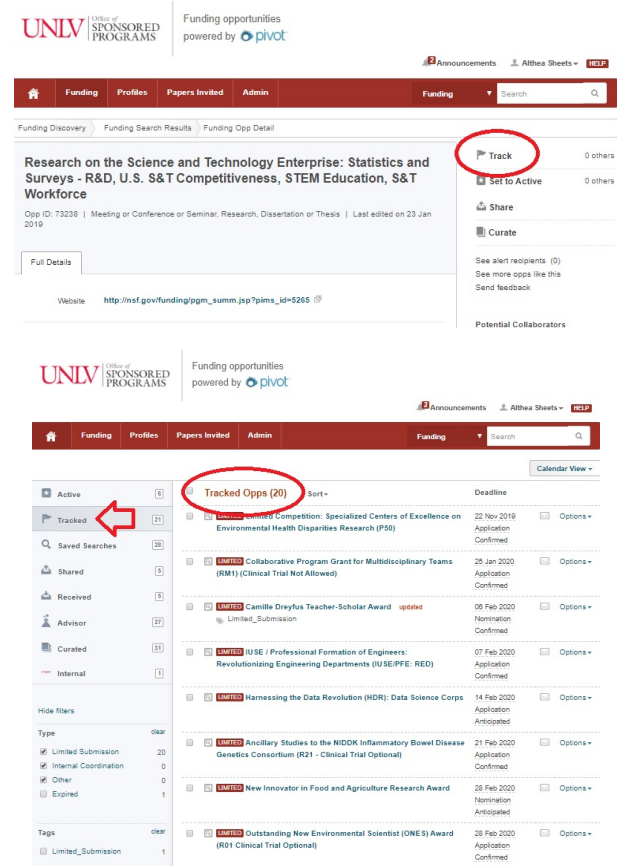 UNLV Office of SPONSORED PROGRAMS
Funding opportunities
powered by pivot
2 Announcements Althea Sheets HELP
Funding Profiles Papers Invited Admin Funding Search
Funding Discovery Funding Search Results Funding Opp Detail
Research on the Science and Technology Enterprise: Statistics and
Surveys - R&D, U.S. S&T Competitiveness, STEM Education, S&T
Workforce
Opp ID: 73238 | Meeting or Conference or Seminar, Research, Dissertation or Thesis | Last edited on 23 Jan
2019
Track 0 others
Set to Active 0 others
Share
Curate
Full Details
See alert recipients (0)
See more opps like this
Send feedback
Website http://nsf.gov/funding/pgm_summ.jsp?pims_id=5265
Potential Collaborators
UNLV Office of SPONSORED PROGRAMS
Funding opportunities
powered by pivot
2 Announcements Althea Sheets HELP
Funding Profiles Papers Invited Admin Funding Search
Calendar View
Active 6
Tracked 21
Saved Searches 28
Shared 5
Received 5
Advisor 27
Curated 31
Internal 1
Hide filters
Type clear
Limited Submission 20
Internal Coordination 0
Other 0
Expired 1
Tags clear
Limited_Submission 1
Tracked Opps (20) Sort Deadline
Limited Competition: Specialized Centers of Excellence on
Environmental Health Disparities Research (P50)
22 Nov 2019
Application
Confirmed
Options
LIMITED Collaborative Program Grant for Multidisciplinary Teams
(RM1) (Clinical Trial Not Allowed)
25 Jan 2020
Application
Confirmed
Options
LIMITED Camille Dreyfus Teacher-Scholar Award updated
Limited_Submission
06 Feb 2020
Nomination
Confirmed
Options
LIMITED IUSE / Professional Formation of Engineers:
Revolutionizing Engineering Departments (IUSE/PFE: RED)
07 Feb 2020
Application
Confirmed
Options
LIMITED Harnessing the Data Revolution (HDR): Data Science Corps
14 Feb 2020
Application
Anticipated
Options
LIMITED Ancillary Studies to the NIDDK Inflammatory Bowel Disease
Genetics Consortium (R21 - Clinical Trial Optional)
21 Feb 2020
Application
Confirmed
Options
LIMITED New Innovator in Food and Agriculture Research Award
28 Feb 2020
Nomination
Anticipated
Options
LIMITED Outstanding New Environmental Scientist (ONES) Award
(R01 Clinical Trial Optional)
28 Feb 2020
Application
Confirmed
Options